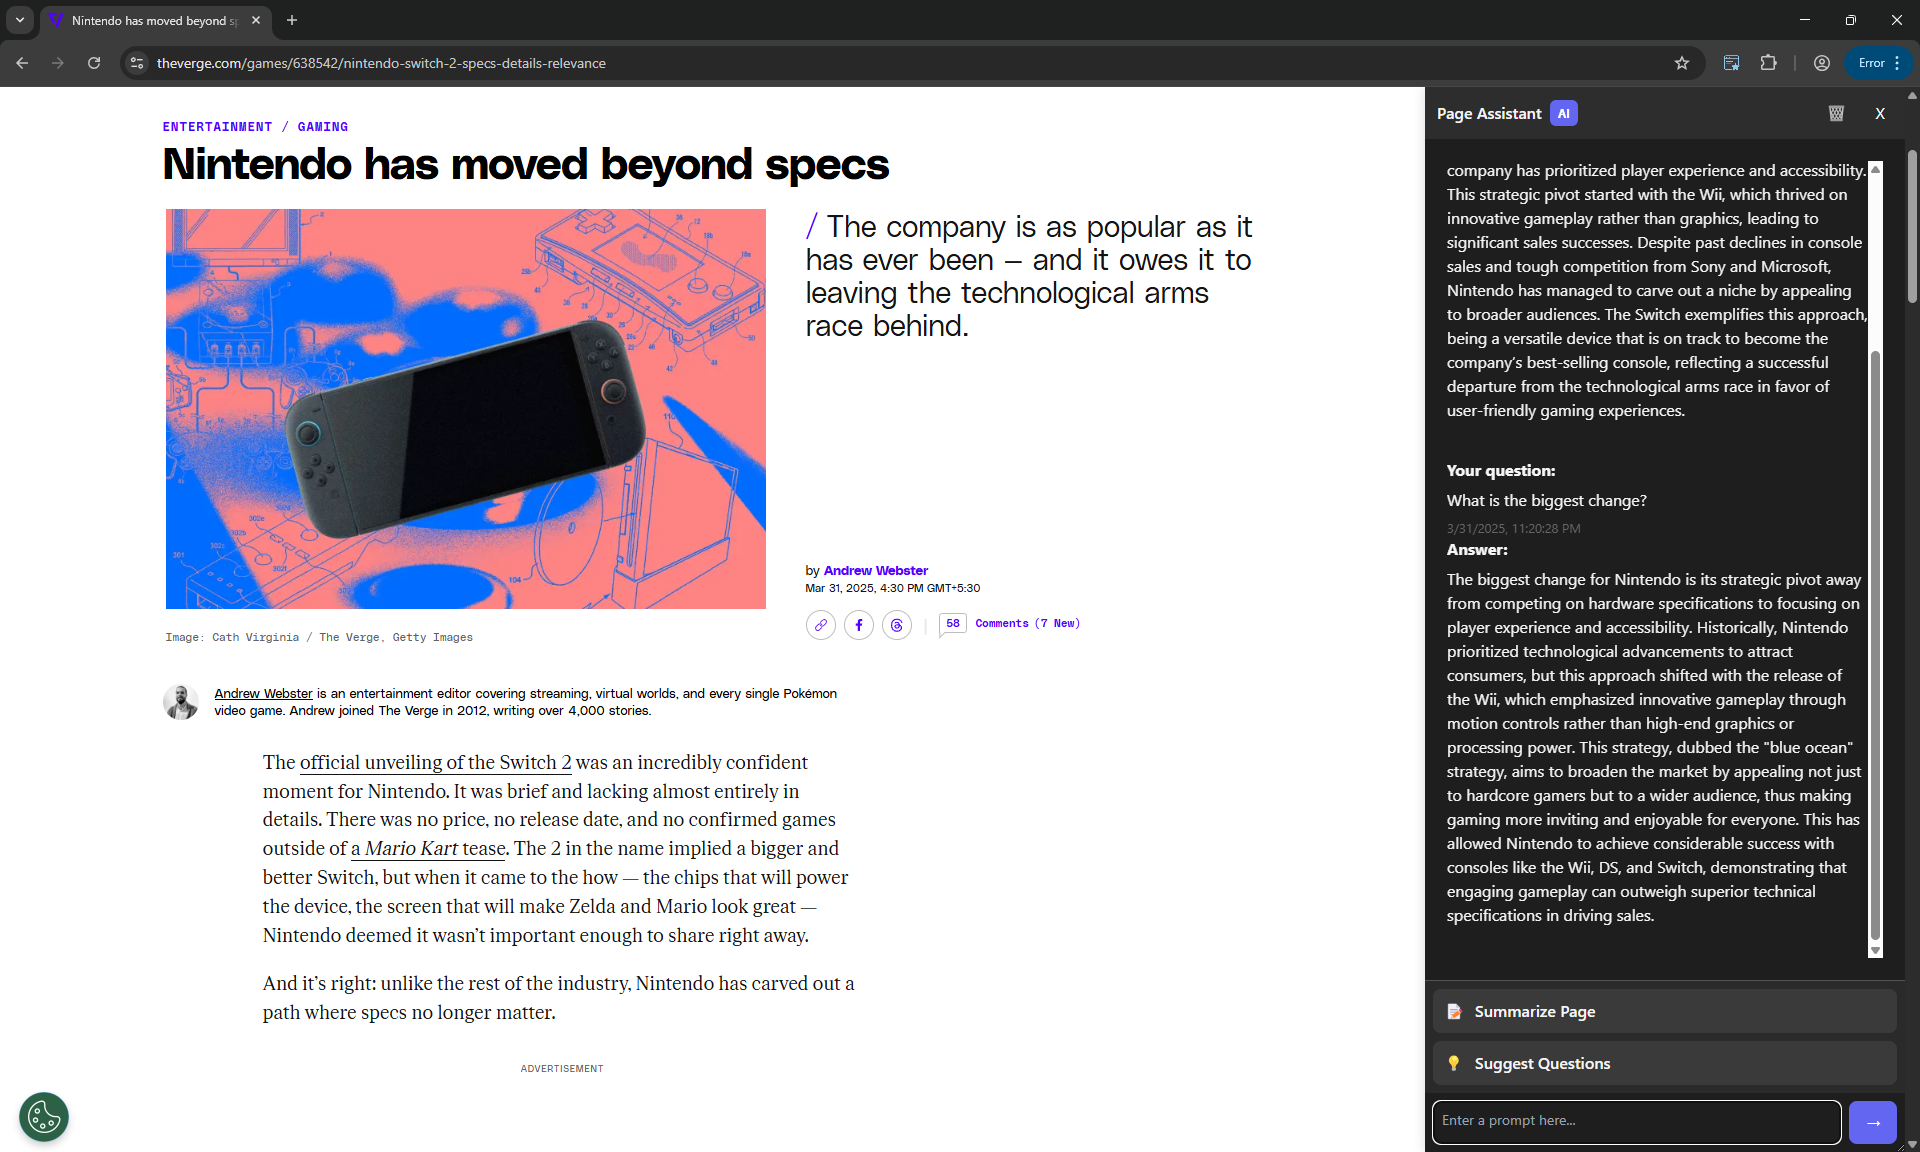 Nintendo has moved beyond sp
theverge.com/games/638542/nintendo-switch-2-specs-details-relevance
Error
ENTERTAINMENT / GAMING
Nintendo has moved beyond specs
/ The company is as popular as it
has ever been – and it owes it to
leaving the technological arms
race behind.
by Andrew Webster
Mar 31, 2025, 4:30 PM GMT+5:30
58
Comments (7 New)
Image: Cath Virginia / The Verge, Getty Images
Andrew Webster is an entertainment editor covering streaming, virtual worlds, and every single Pokémon
video game. Andrew joined The Verge in 2012, writing over 4,000 stories.
The official unveiling of the Switch 2 was an incredibly confident
moment for Nintendo. It was brief and lacking almost entirely in
details. There was no price, no release date, and no confirmed games
outside of a Mario Kart tease. The 2 in the name implied a bigger and
better Switch, but when it came to the how — the chips that will power
the device, the screen that will make Zelda and Mario look great —
Nintendo deemed it wasn’t important enough to share right away.
And it’s right: unlike the rest of the industry, Nintendo has carved out a
path where specs no longer matter.
ADVERTISEMENT
Page Assistant AI
X
company has prioritized player experience and accessibility.
This strategic pivot started with the Wii, which thrived on
innovative gameplay rather than graphics, leading to
significant sales successes. Despite past declines in console
sales and tough competition from Sony and Microsoft,
Nintendo has managed to carve out a niche by appealing
to broader audiences. The Switch exemplifies this approach,
being a versatile device that is on track to become the
company’s best-selling console, reflecting a successful
departure from the technological arms race in favor of
user-friendly gaming experiences.
Your question:
What is the biggest change?
3/31/2025, 11:20:28 PM
Answer:
The biggest change for Nintendo is its strategic pivot away
from competing on hardware specifications to focusing on
player experience and accessibility. Historically, Nintendo
prioritized technological advancements to attract
consumers, but this approach shifted with the release of
the Wii, which emphasized innovative gameplay through
motion controls rather than high-end graphics or
processing power. This strategy, dubbed the "blue ocean"
strategy, aims to broaden the market by appealing not just
to hardcore gamers but to a wider audience, thus making
gaming more inviting and enjoyable for everyone. This has
allowed Nintendo to achieve considerable success with
consoles like the Wii, DS, and Switch, demonstrating that
engaging gameplay can outweigh superior technical
specifications in driving sales.
Summarize Page
Suggest Questions
Enter a prompt here...